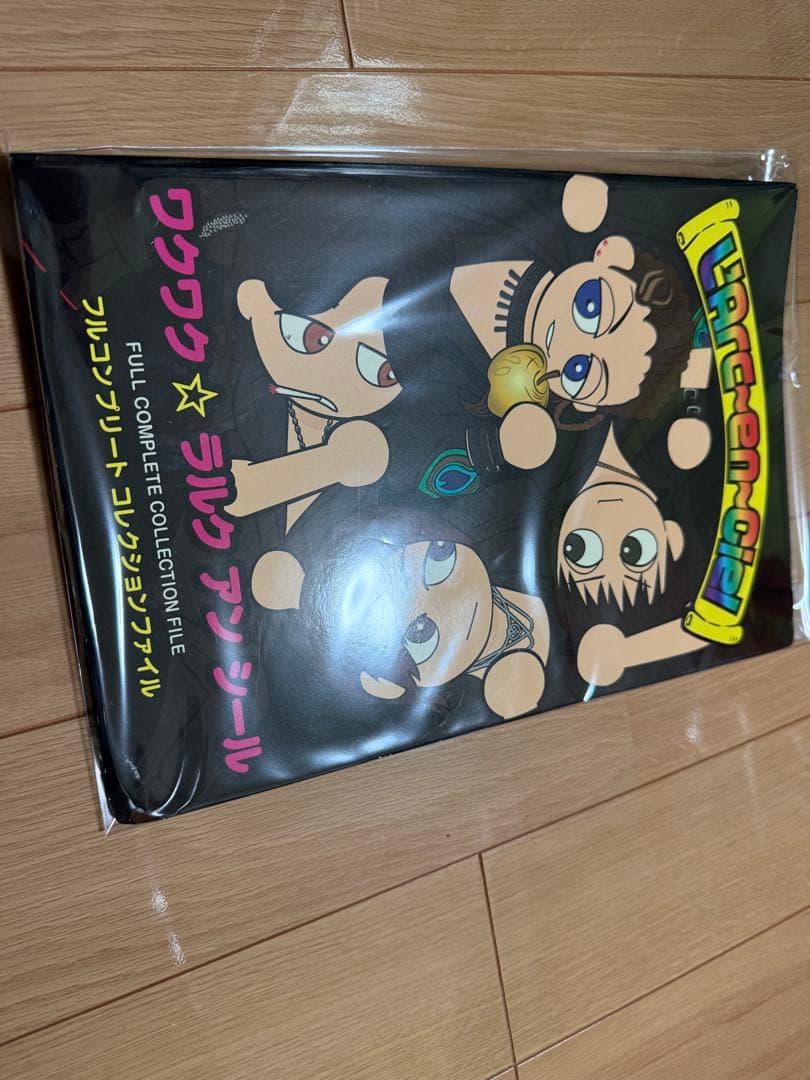 L'Arc~en~Ciel
ワクワク☆ラルク アン シール
FULL COMPLETE COLLECTION FILE
フルコンプリート コレクションファイル